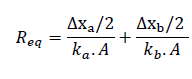 R_eq = (Δx_a/2)/(k_a.A) + (Δx_b/2)/(k_b.A)